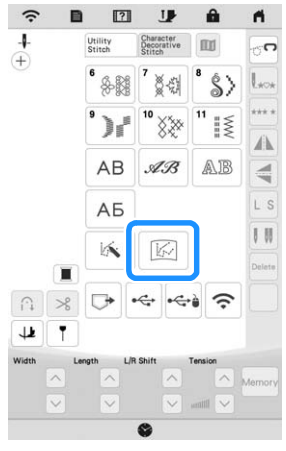 Utility
Stitch
Character
Decorative
Stitch
6
7
8
9
10
11
AB
AB
AB
АБ
L S
Delete
Width
Length
L/R Shift
Tension
Memory